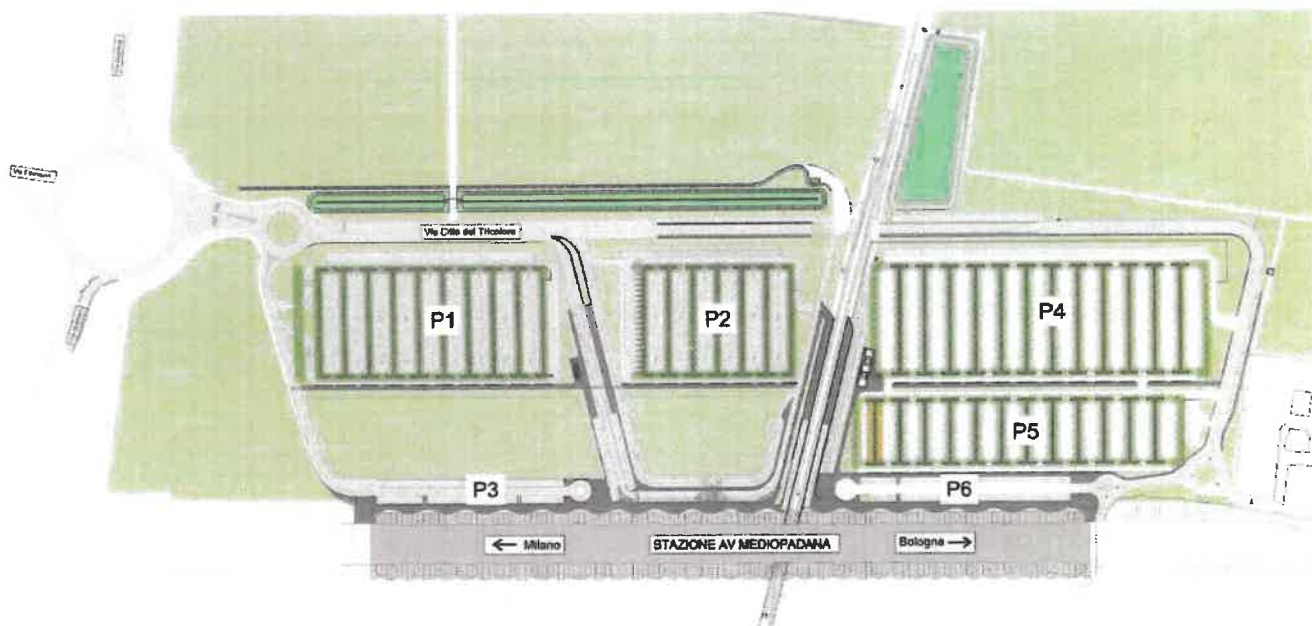 Via Città del Tricolore
P1
P2
P4
P5
P3
P6
← Milano
STAZIONE AV MEDIOPADANA
Bologna →